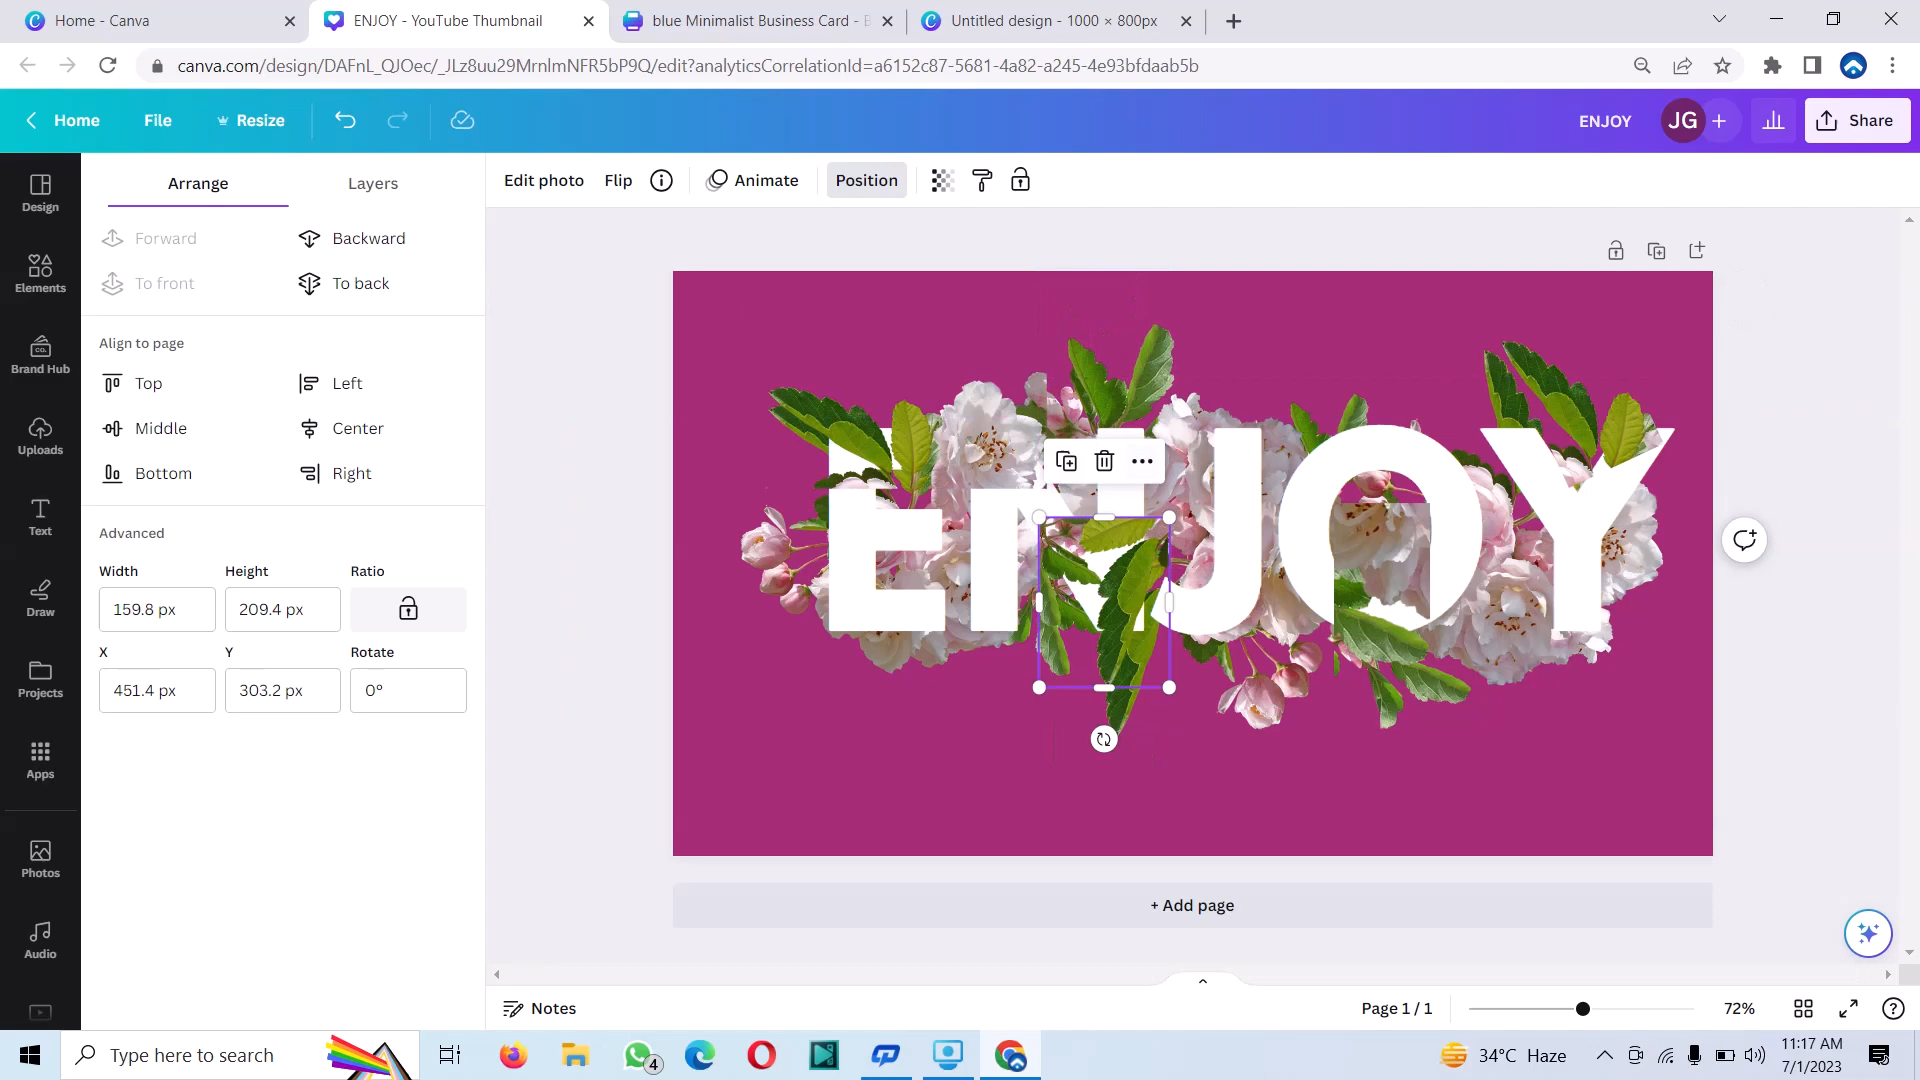 Home - Canva
ENJOY - YouTube Thumbnail
blue Minimalist Business Card - B
Untitled design - 1000 × 800px
canva.com/design/DAFnL_QJOec/_JLz8uu29MrnlmNFR5bP9Q/edit?analyticsCorrelationId=a6152c87-5681-4a82-a245-4e93bfdaab5b
Home
File
Resize
ENJOY
JG
Share
Design
Elements
CO.
Brand Hub
Uploads
Text
Draw
Projects
Apps
Photos
Audio
Arrange
Layers
Forward
Backward
To front
To back
Align to page
Top
Left
Middle
Center
Bottom
Right
Advanced
Width
Height
Ratio
159.8 px
209.4 px
X
Y
Rotate
451.4 px
303.2 px
0°
Edit photo
Flip
Animate
Position
ENJOY
+ Add page
Notes
Page 1 / 1
72%
Type here to search
4
34°C Haze
11:17 AM
7/1/2023